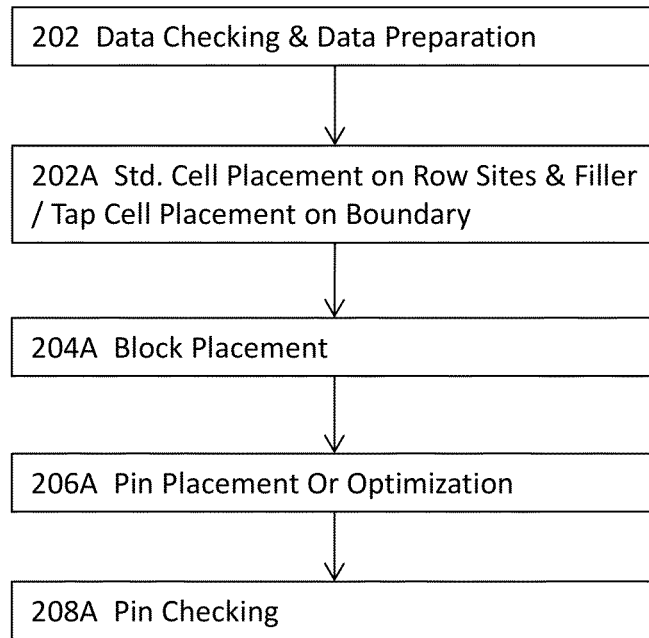 202 Data Checking & Data Preparation
202A Std. Cell Placement on Row Sites & Filler
/ Tap Cell Placement on Boundary
204A Block Placement
206A Pin Placement Or Optimization
208A Pin Checking